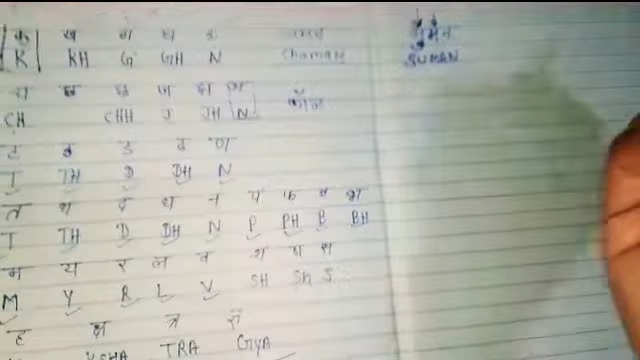 क ख ग घ ड
K KH G GH N
CHAMAN
सुमन
SUMAN
च छ ज झ
CH CHH J JH N
ट ठ ड ढ ण
T TH D DH N
त थ द ध न प फ ब भ
T TH D DH N P PH B BH
म य र ल व श ष स
M Y R L V SH SH S
ह क्ष त्र
KSHA TRA GYA